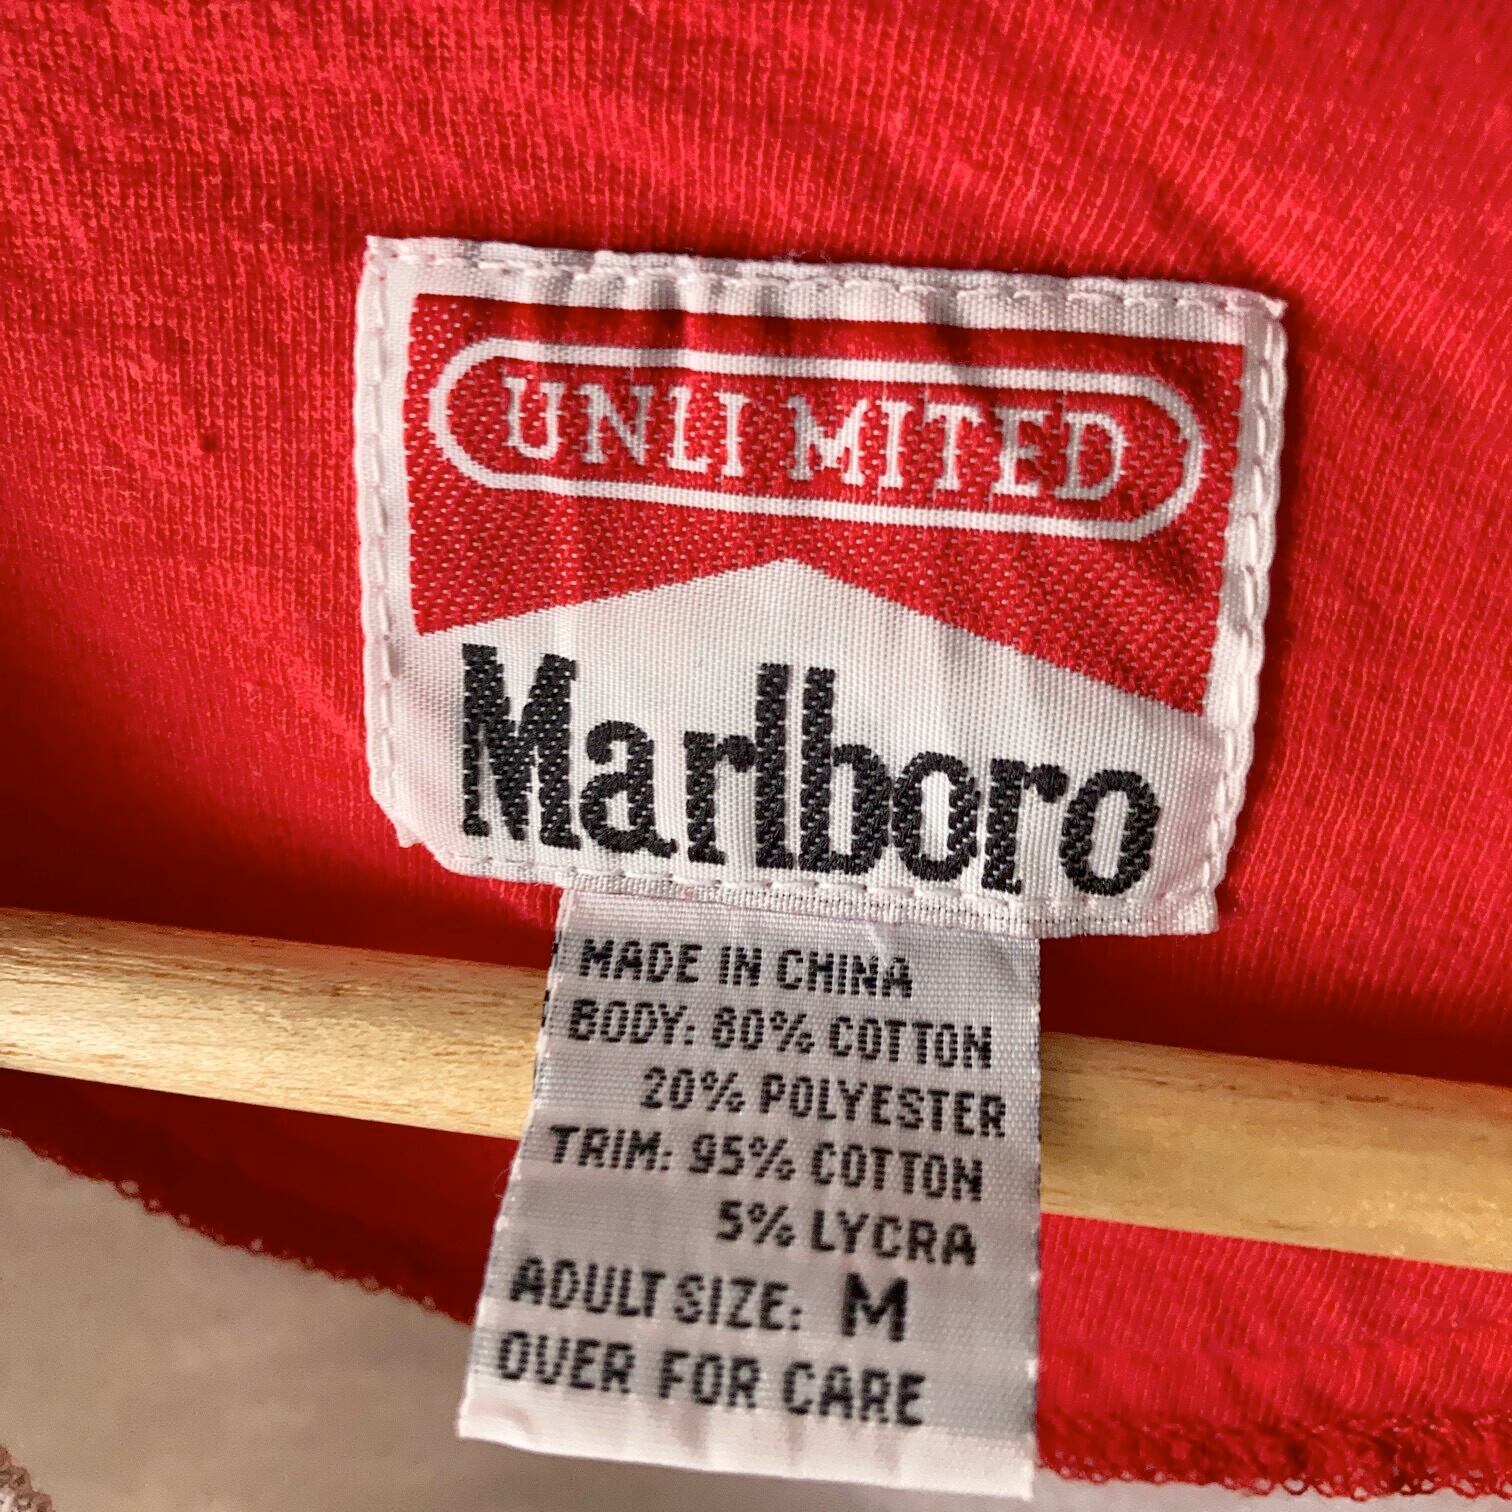 UNLIMITED
Marlboro
MADE IN CHINA
BODY: 80% COTTON
20% POLYESTER
TRIM: 95% COTTON
5% LYCRA
ADULT SIZE: M
OVER FOR CARE